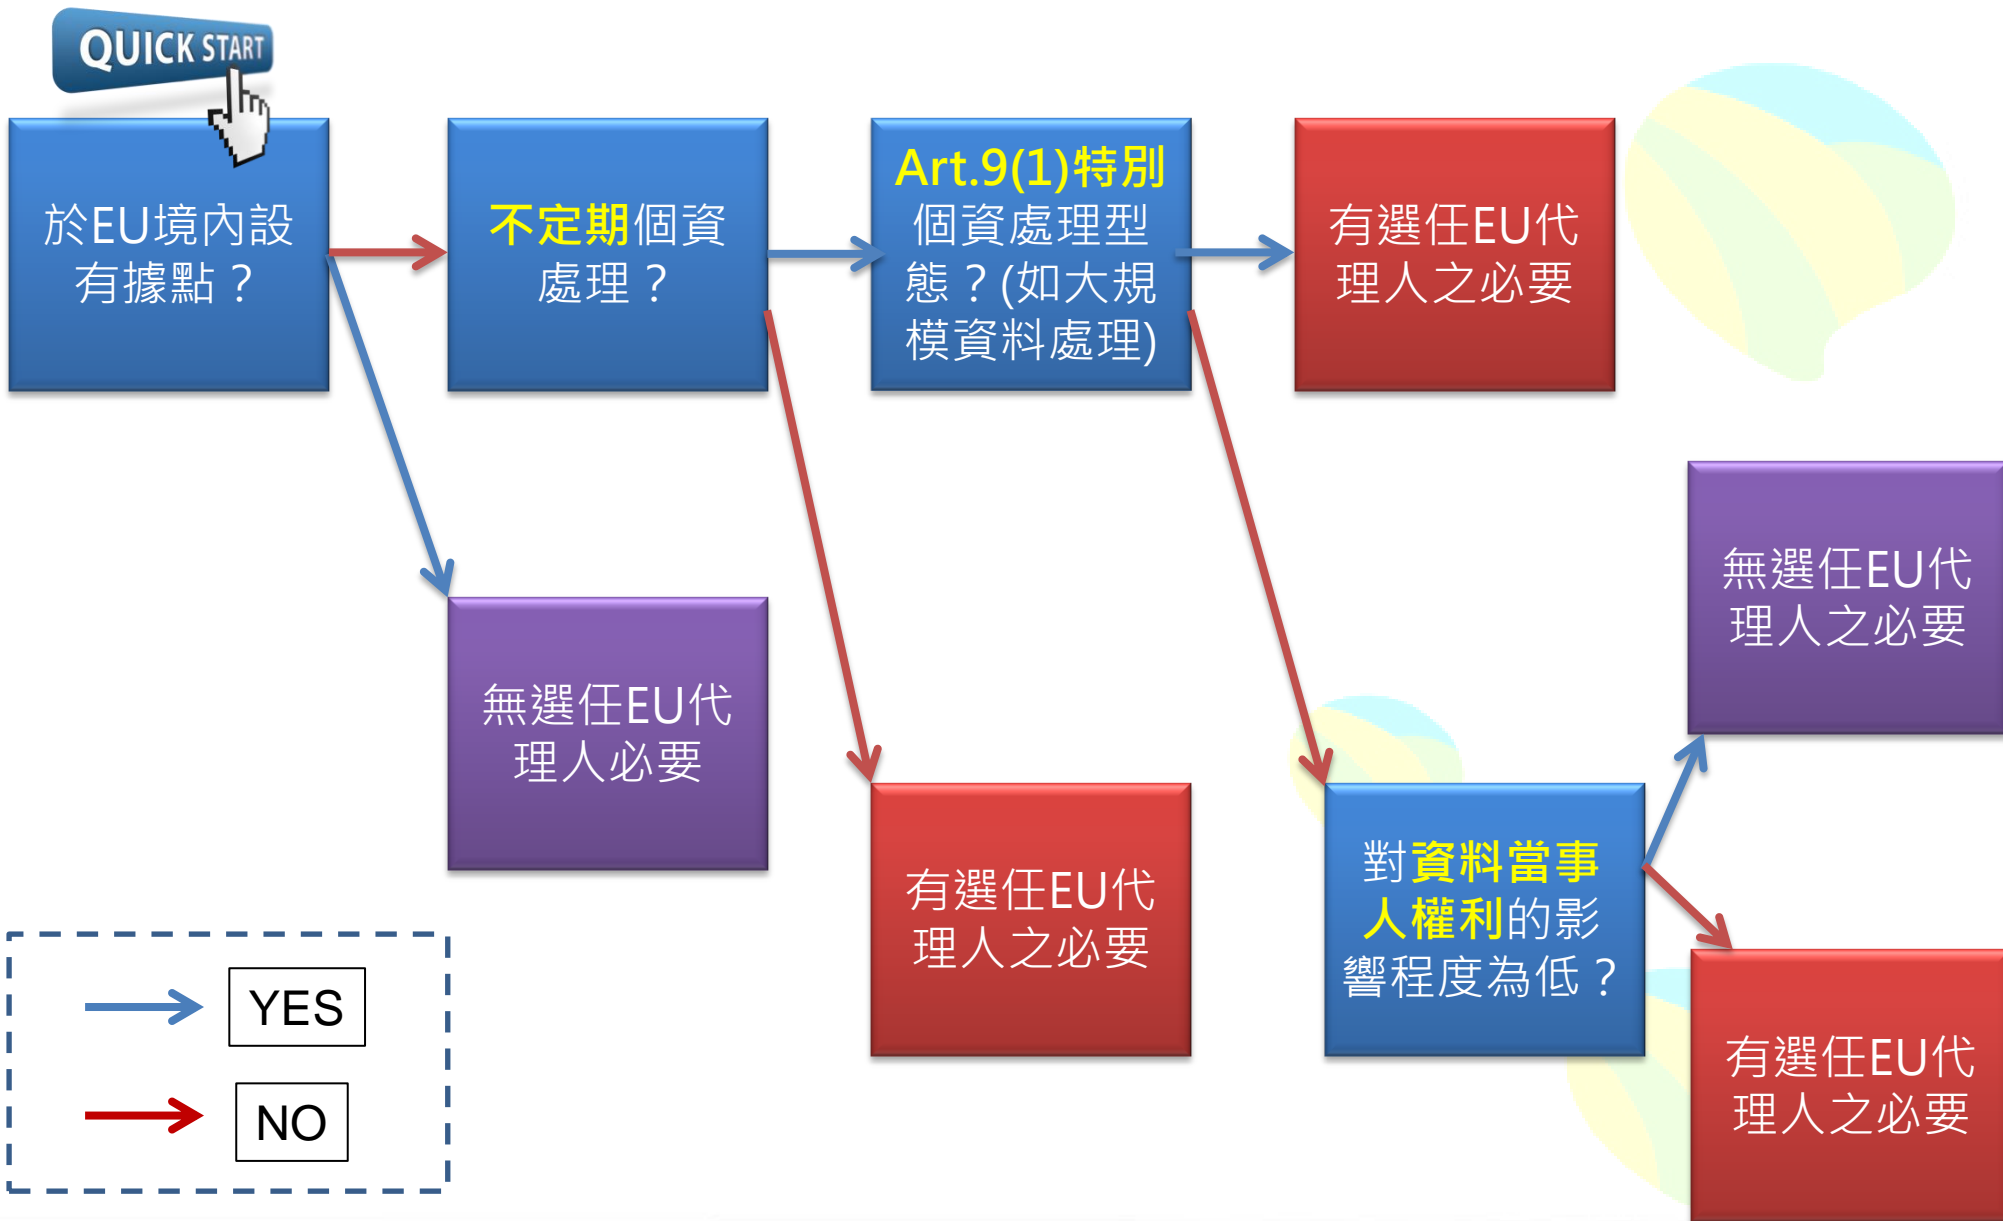 QUICK START
於EU境內設
有據點？
不定期個資
處理？
Art.9(1)特別
個資處理型
態？(如大規
模資料處理)
有選任EU代
理人之必要
無選任EU代
理人必要
有選任EU代
理人之必要
對資料當事
人權利的影
響程度為低？
無選任EU代
理人之必要
有選任EU代
理人之必要
YES
NO